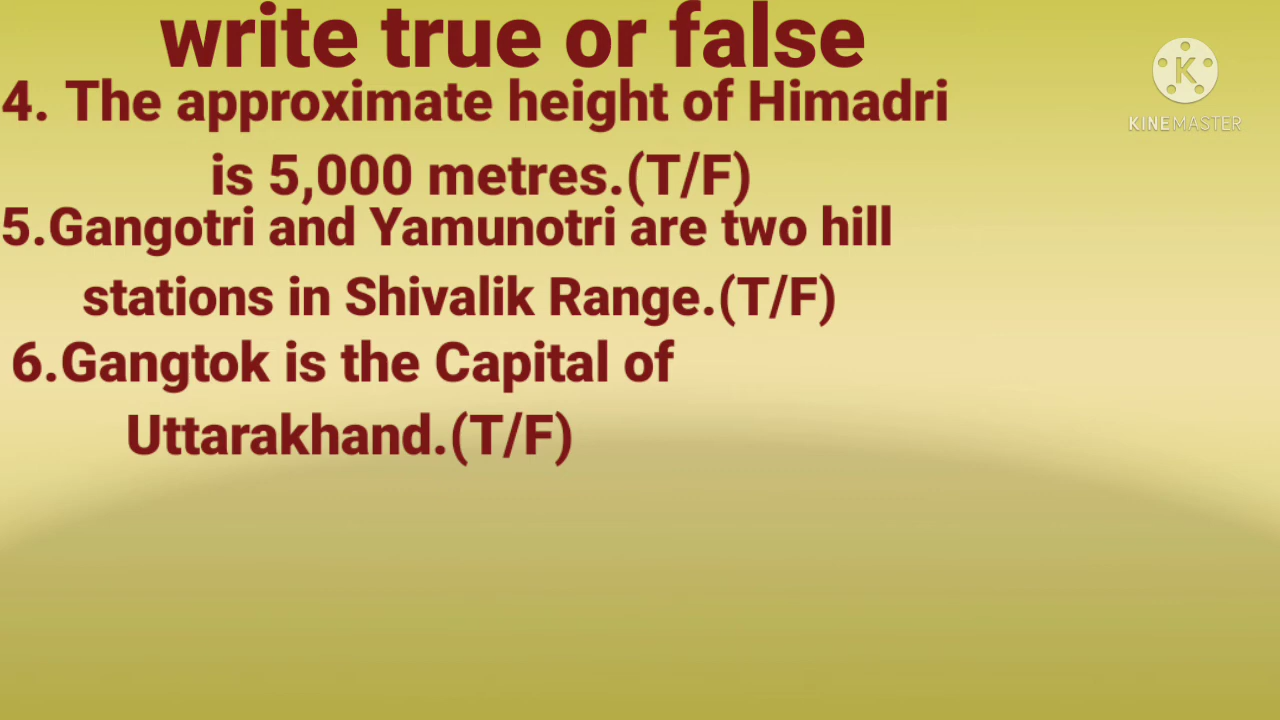 write true or false
4. The approximate height of Himadri
is 5,000 metres.(T/F)
5.Gangotri and Yamunotri are two hill
stations in Shivalik Range.(T/F)
6.Gangtok is the Capital of
Uttarakhand.(T/F)
K
KINEMASTER